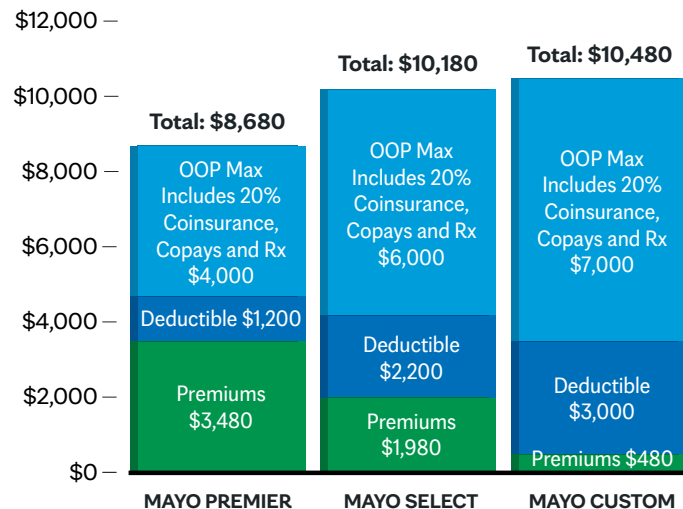 $12,000
$10,000
$8,000
$6,000
$4,000
$2,000
$0
Total: $8,680
OOP Max
Includes 20%
Coinsurance,
Copays and Rx
$4,000
Deductible $1,200
Premiums
$3,480
MAYO PREMIER
Total: $10,180
OOP Max
Includes 20%
Coinsurance,
Copays and Rx
$6,000
Deductible
$2,200
Premiums
$1,980
MAYO SELECT
Total: $10,480
OOP Max
Includes 20%
Coinsurance,
Copays and Rx
$7,000
Deductible
$3,000
Premiums $480
MAYO CUSTOM